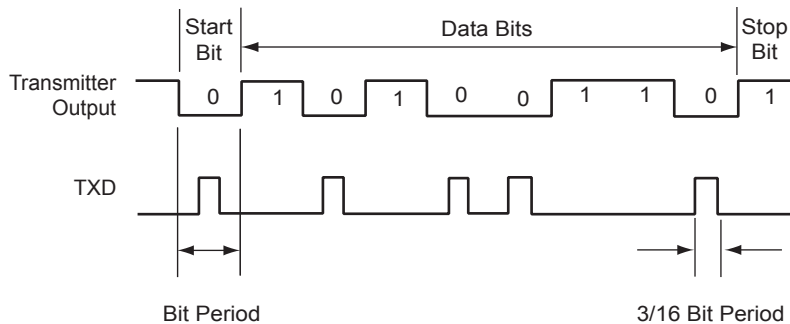 Start
Bit
Data Bits
Stop
Bit
Transmitter
Output
0 1 0 1 0 0 1 1 0 1
TXD
Bit Period
3/16 Bit Period